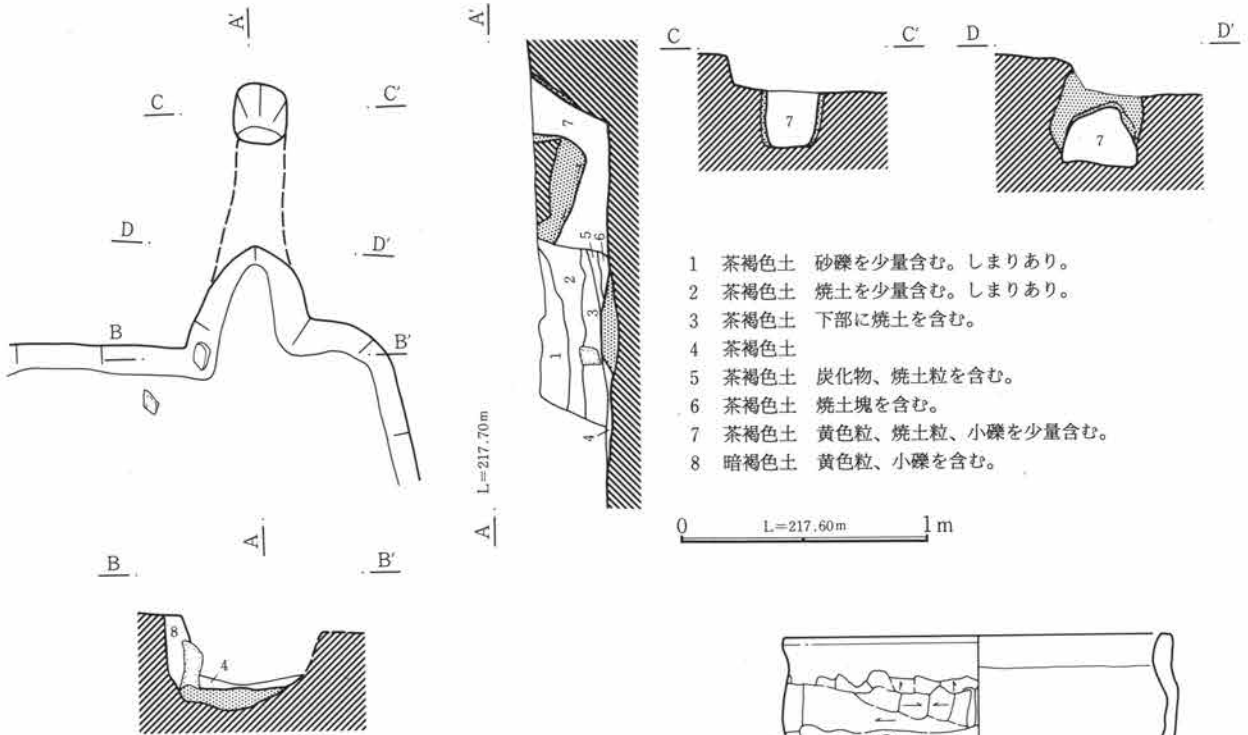 A'
A'
C
C'
D
D'
C
C'
7
7
7
D
D'
5
6
2
3
1
4
B
B'
L=217.70m
A
A
1 茶褐色土 砂礫を少量含む。しまりあり。
2 茶褐色土 焼土を少量含む。しまりあり。
3 茶褐色土 下部に焼土を含む。
4 茶褐色土
5 茶褐色土 炭化物、焼土粒を含む。
6 茶褐色土 焼土塊を含む。
7 茶褐色土 黄色粒、焼土粒、小礫を少量含む。
8 暗褐色土 黄色粒、小礫を含む。
0 L=217.60m 1m
B
B'
8
4